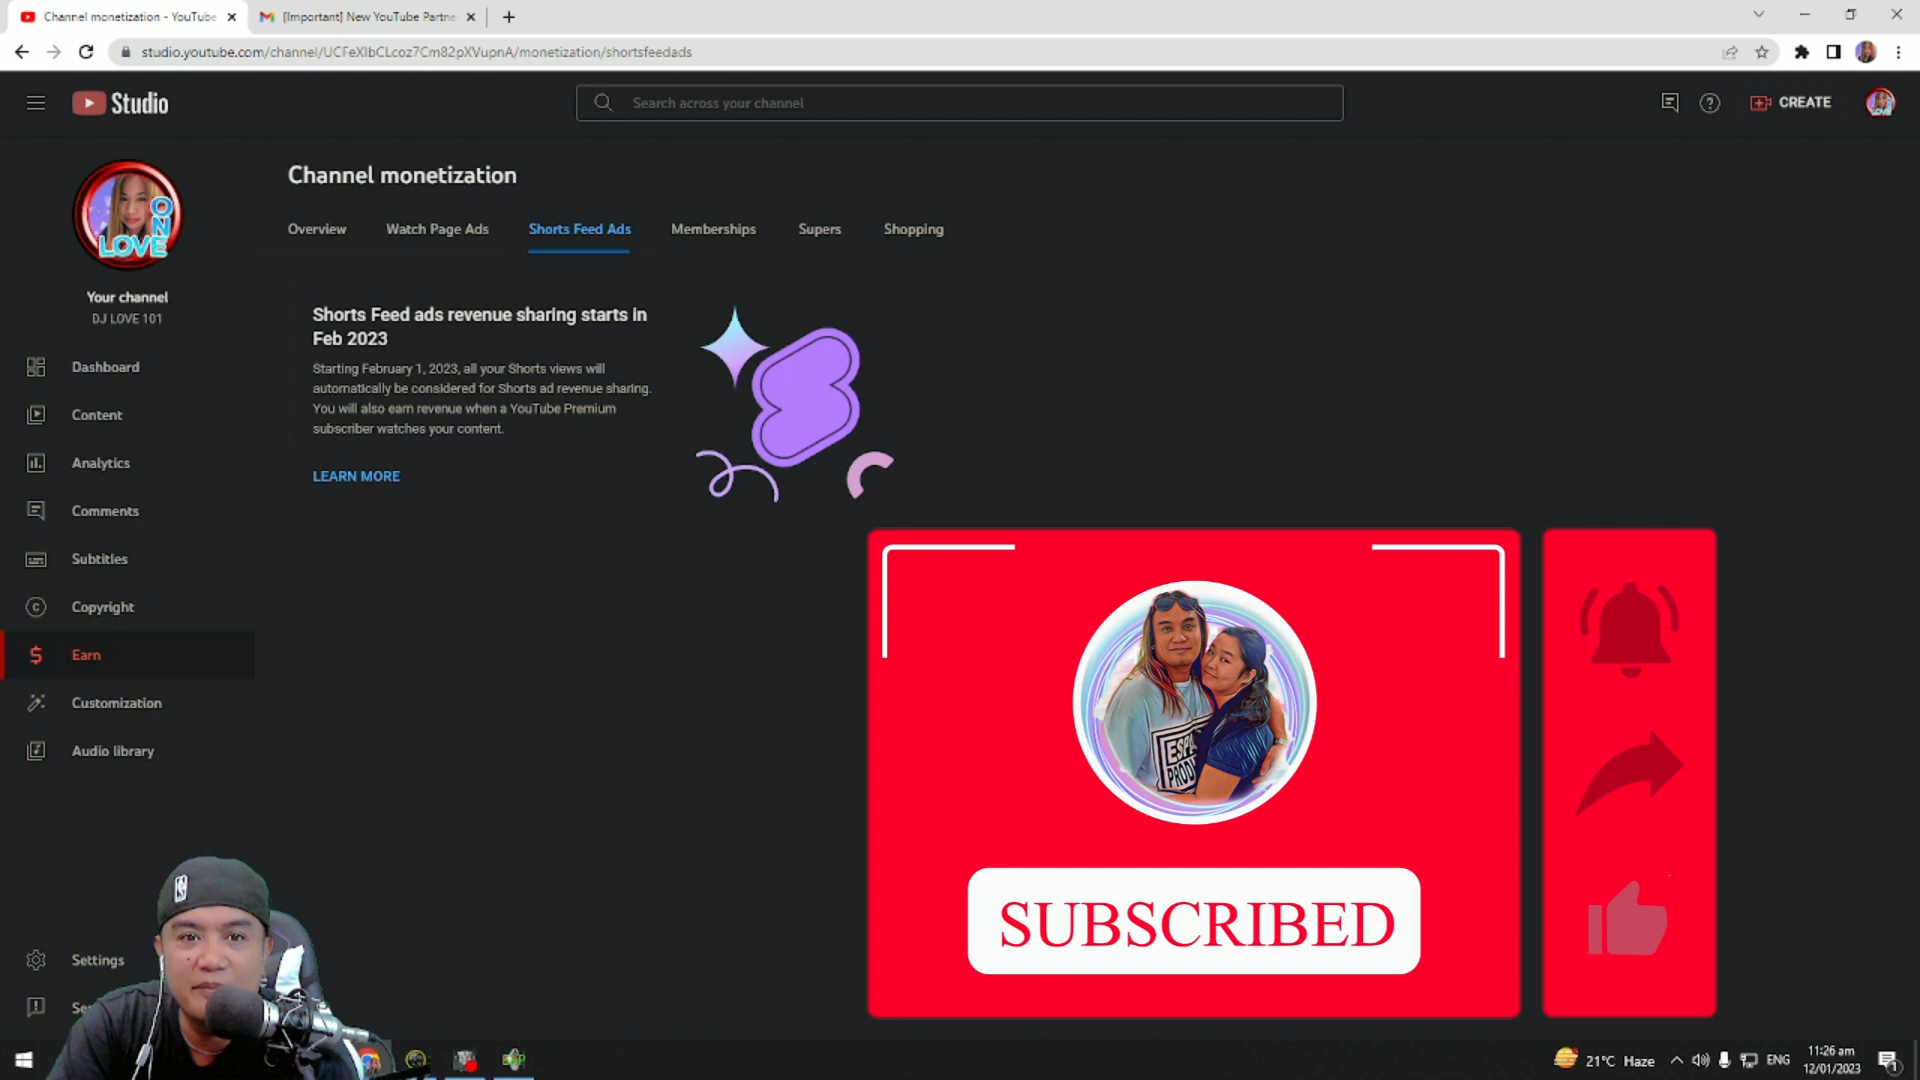 Channel monetization - YouTube
[Important] New YouTube Partne
studio.youtube.com/channel/UCFeXIbCLcoz7Cm82pXVupnA/monetization/shortsfeedads
Studio
Search across your channel
CREATE
ONE
LOVE
Your channel
DJ LOVE 101
Dashboard
Content
Analytics
Comments
Subtitles
Copyright
Earn
Customization
Audio library
Settings
Channel monetization
Overview
Watch Page Ads
Shorts Feed Ads
Memberships
Supers
Shopping
Shorts Feed ads revenue sharing starts in
Feb 2023
Starting February 1, 2023, all your Shorts views will
automatically be considered for Shorts ad revenue sharing.
You will also earn revenue when a YouTube Premium
subscriber watches your content.
LEARN MORE
SUBSCRIBED
21°C Haze
ENG
11:26 am
12/01/2023